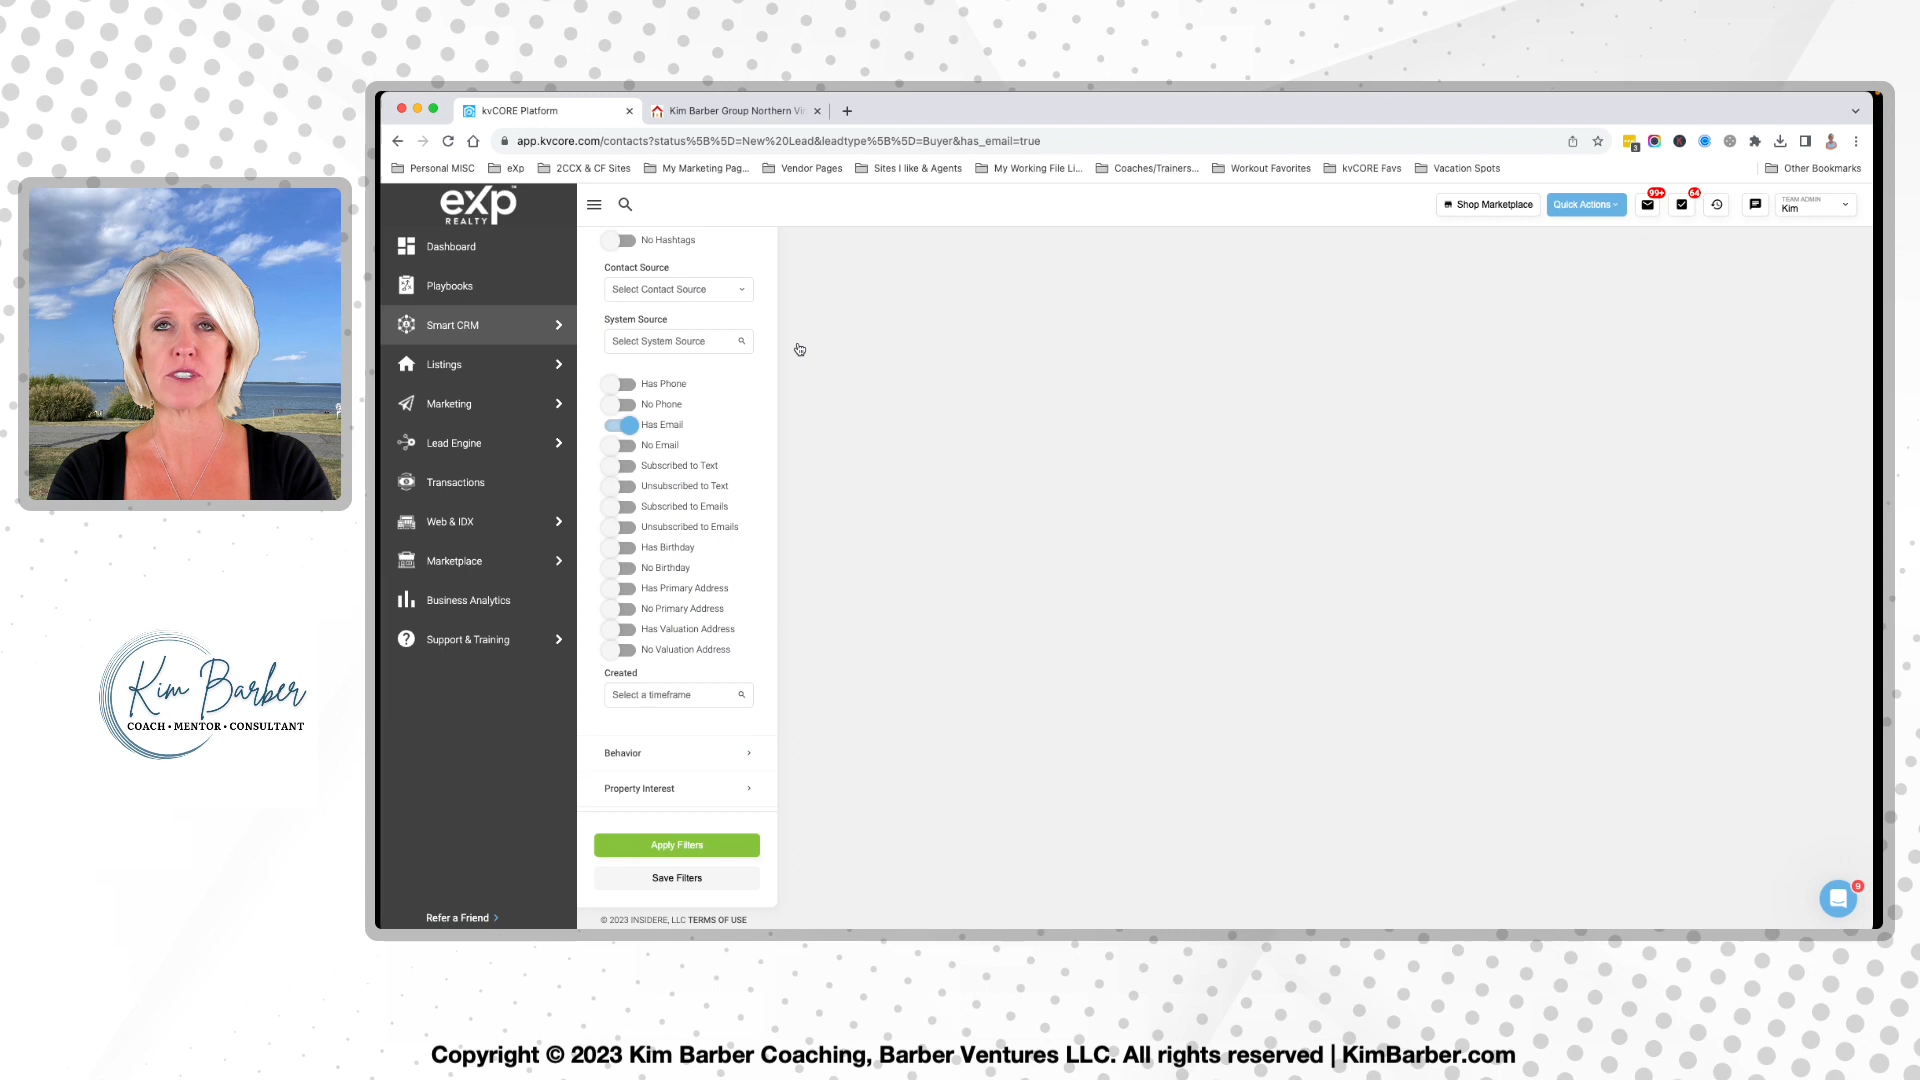 kvCORE Platform
Kim Barber Group Northern Vir
app.kvcore.com/contacts?status%5B%5D=New%20Lead&leadtype%5B%5D=Buyer&has_email=true
Personal MISC
eXp
2CCX & CF Sites
My Marketing Pag...
Vendor Pages
Sites I like & Agents
My Working File Li...
Coaches/Trainers...
Workout Favorites
kvCORE Favs
Vacation Spots
Other Bookmarks
eXp
REALTY
Shop Marketplace
Quick Actions
99+
64
TEAM ADMIN
Kim
Dashboard
Playbooks
Smart CRM
Listings
Marketing
Lead Engine
Transactions
Web & IDX
Marketplace
Business Analytics
Support & Training
Refer a Friend
No Hashtags
Contact Source
Select Contact Source
System Source
Select System Source
Has Phone
No Phone
Has Email
No Email
Subscribed to Text
Unsubscribed to Text
Subscribed to Emails
Unsubscribed to Emails
Has Birthday
No Birthday
Has Primary Address
No Primary Address
Has Valuation Address
No Valuation Address
Created
Select a timeframe
Behavior
Property Interest
Apply Filters
Save Filters
© 2023 INSIDERE, LLC TERMS OF USE
9
Kim Barber
COACH • MENTOR • CONSULTANT
Copyright © 2023 Kim Barber Coaching, Barber Ventures LLC. All rights reserved | KimBarber.com